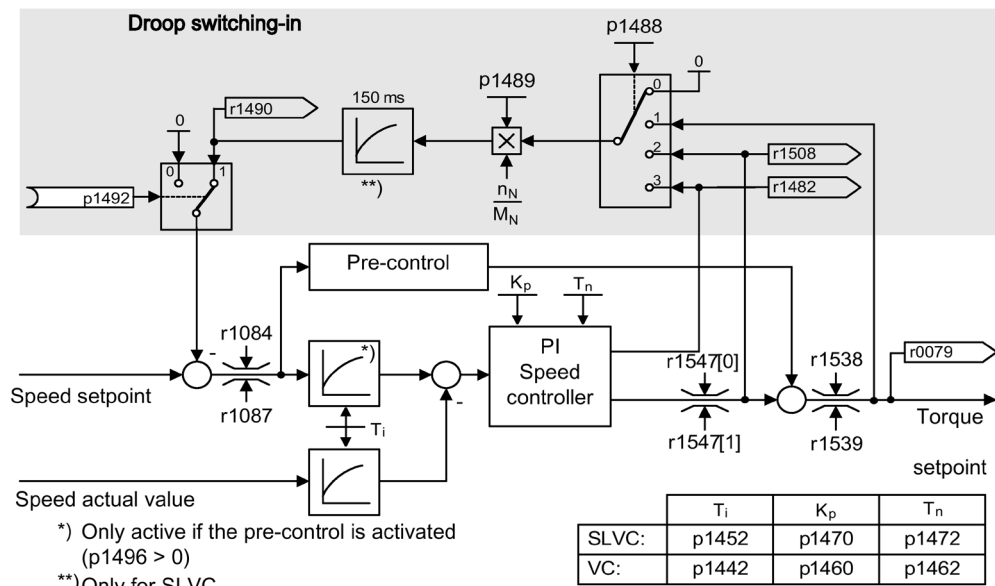 Droop switching-in
p1488
0
p1489
0
150 ms
r1490
1
0
2
r1508
0
1
3
r1482
**)
p1492
n_N
M_N
Pre-control
K_p
T_n
r1084
-
*)
PI
Speed
controller
r1547[0]
r1538
r0079
Speed setpoint
r1087
-
T_i
r1547[1]
r1539
Torque
setpoint
Speed actual value
*) Only active if the pre-control is activated
(p1496 > 0)
**) Only for SLVC
T_i K_p T_n
SLVC: p1452 p1470 p1472
VC: p1442 p1460 p1462